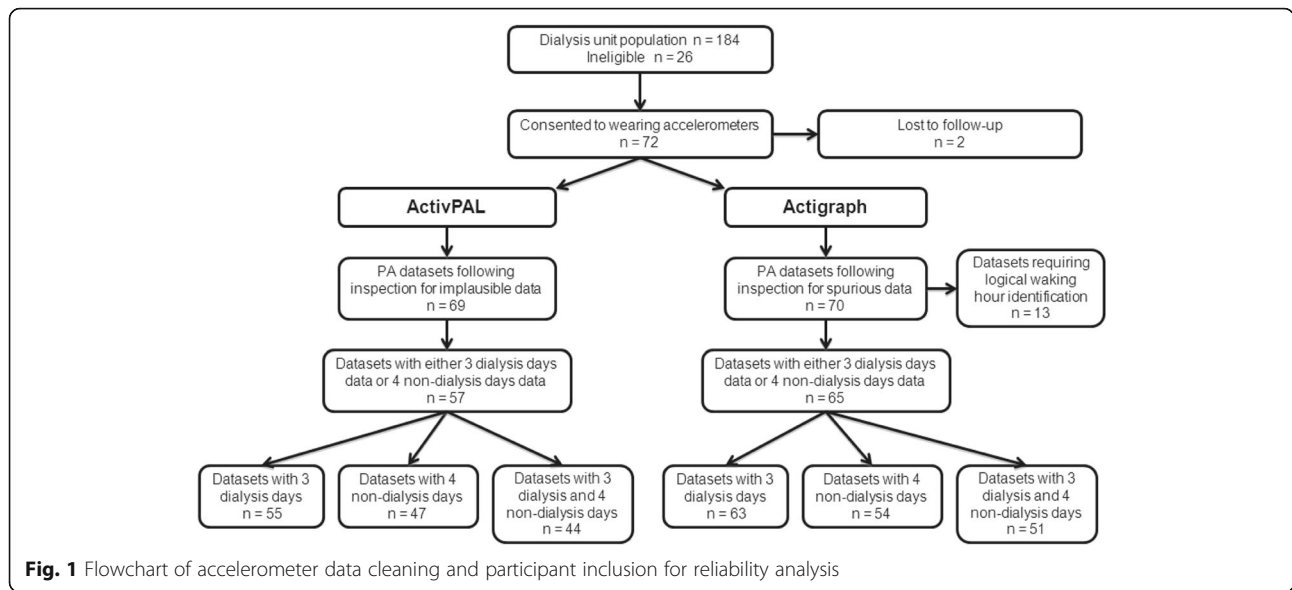 Dialysis unit population n = 184
Ineligible n = 26
Consented to wearing accelerometers
n = 72
Lost to follow-up
n = 2
ActivPAL
Actigraph
PA datasets following
inspection for implausible data
n = 69
PA datasets following
inspection for spurious data
n = 70
Datasets requiring
logical waking
hour identification
n = 13
Datasets with either 3 dialysis days
data or 4 non-dialysis days data
n = 57
Datasets with either 3 dialysis days
data or 4 non-dialysis days data
n = 65
Datasets with 3
dialysis days
n = 55
Datasets with 4
non-dialysis days
n = 47
Datasets with 3
dialysis and 4
non-dialysis days
n = 44
Datasets with 3
dialysis days
n = 63
Datasets with 4
non-dialysis days
n = 54
Datasets with 3
dialysis and 4
non-dialysis days
n = 51
Fig. 1 Flowchart of accelerometer data cleaning and participant inclusion for reliability analysis